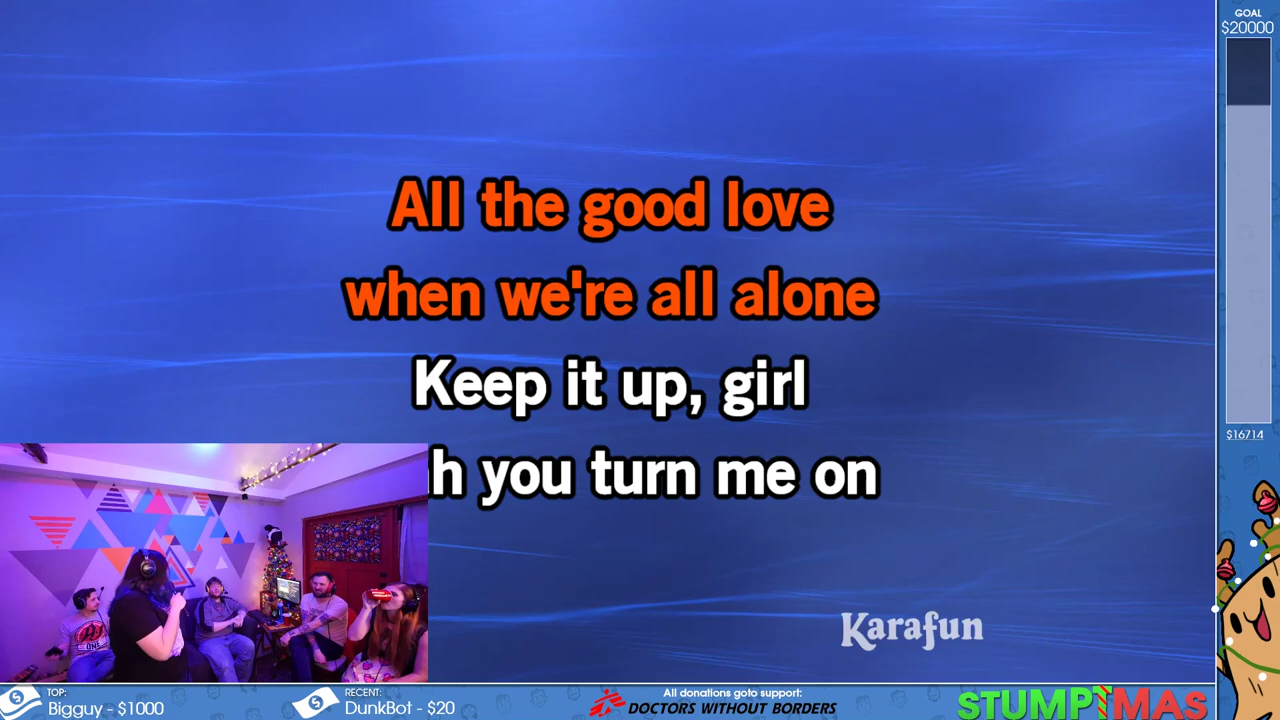 GOAL
$20000
All the good love
when we're all alone
Keep it up, girl
h you turn me on
$16714
Karafun
TOP:
Bigguy - $1000
RECENT:
DunkBot - $20
All donations goto support:
DOCTORS WITHOUT BORDERS
STUMPTMAS